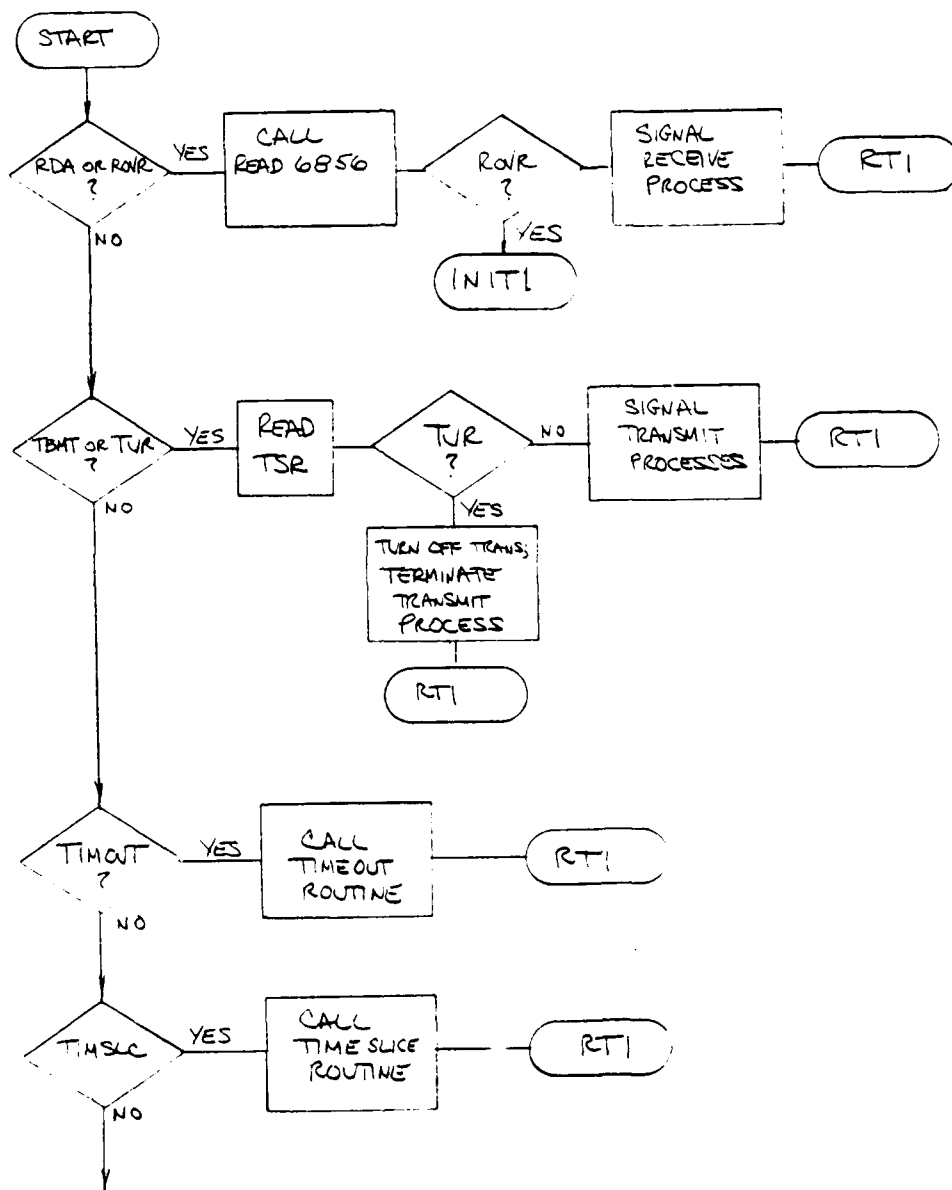 START
RDA OR ROVR
?
YES
NO
CALL
READ 6856
ROVR
?
YES
INIT1
SIGNAL
RECEIVE
PROCESS
RTI
TBMT OR TUR
?
YES
NO
READ
TSR
TUR
?
NO
YES
SIGNAL
TRANSMIT
PROCESSES
RTI
TURN OFF TRANS;
TERMINATE
TRANSMIT
PROCESS
RTI
TIMOUT
?
YES
NO
CALL
TIMEOUT
ROUTINE
RTI
TIMSLC
YES
NO
CALL
TIME SLICE
ROUTINE
RTI